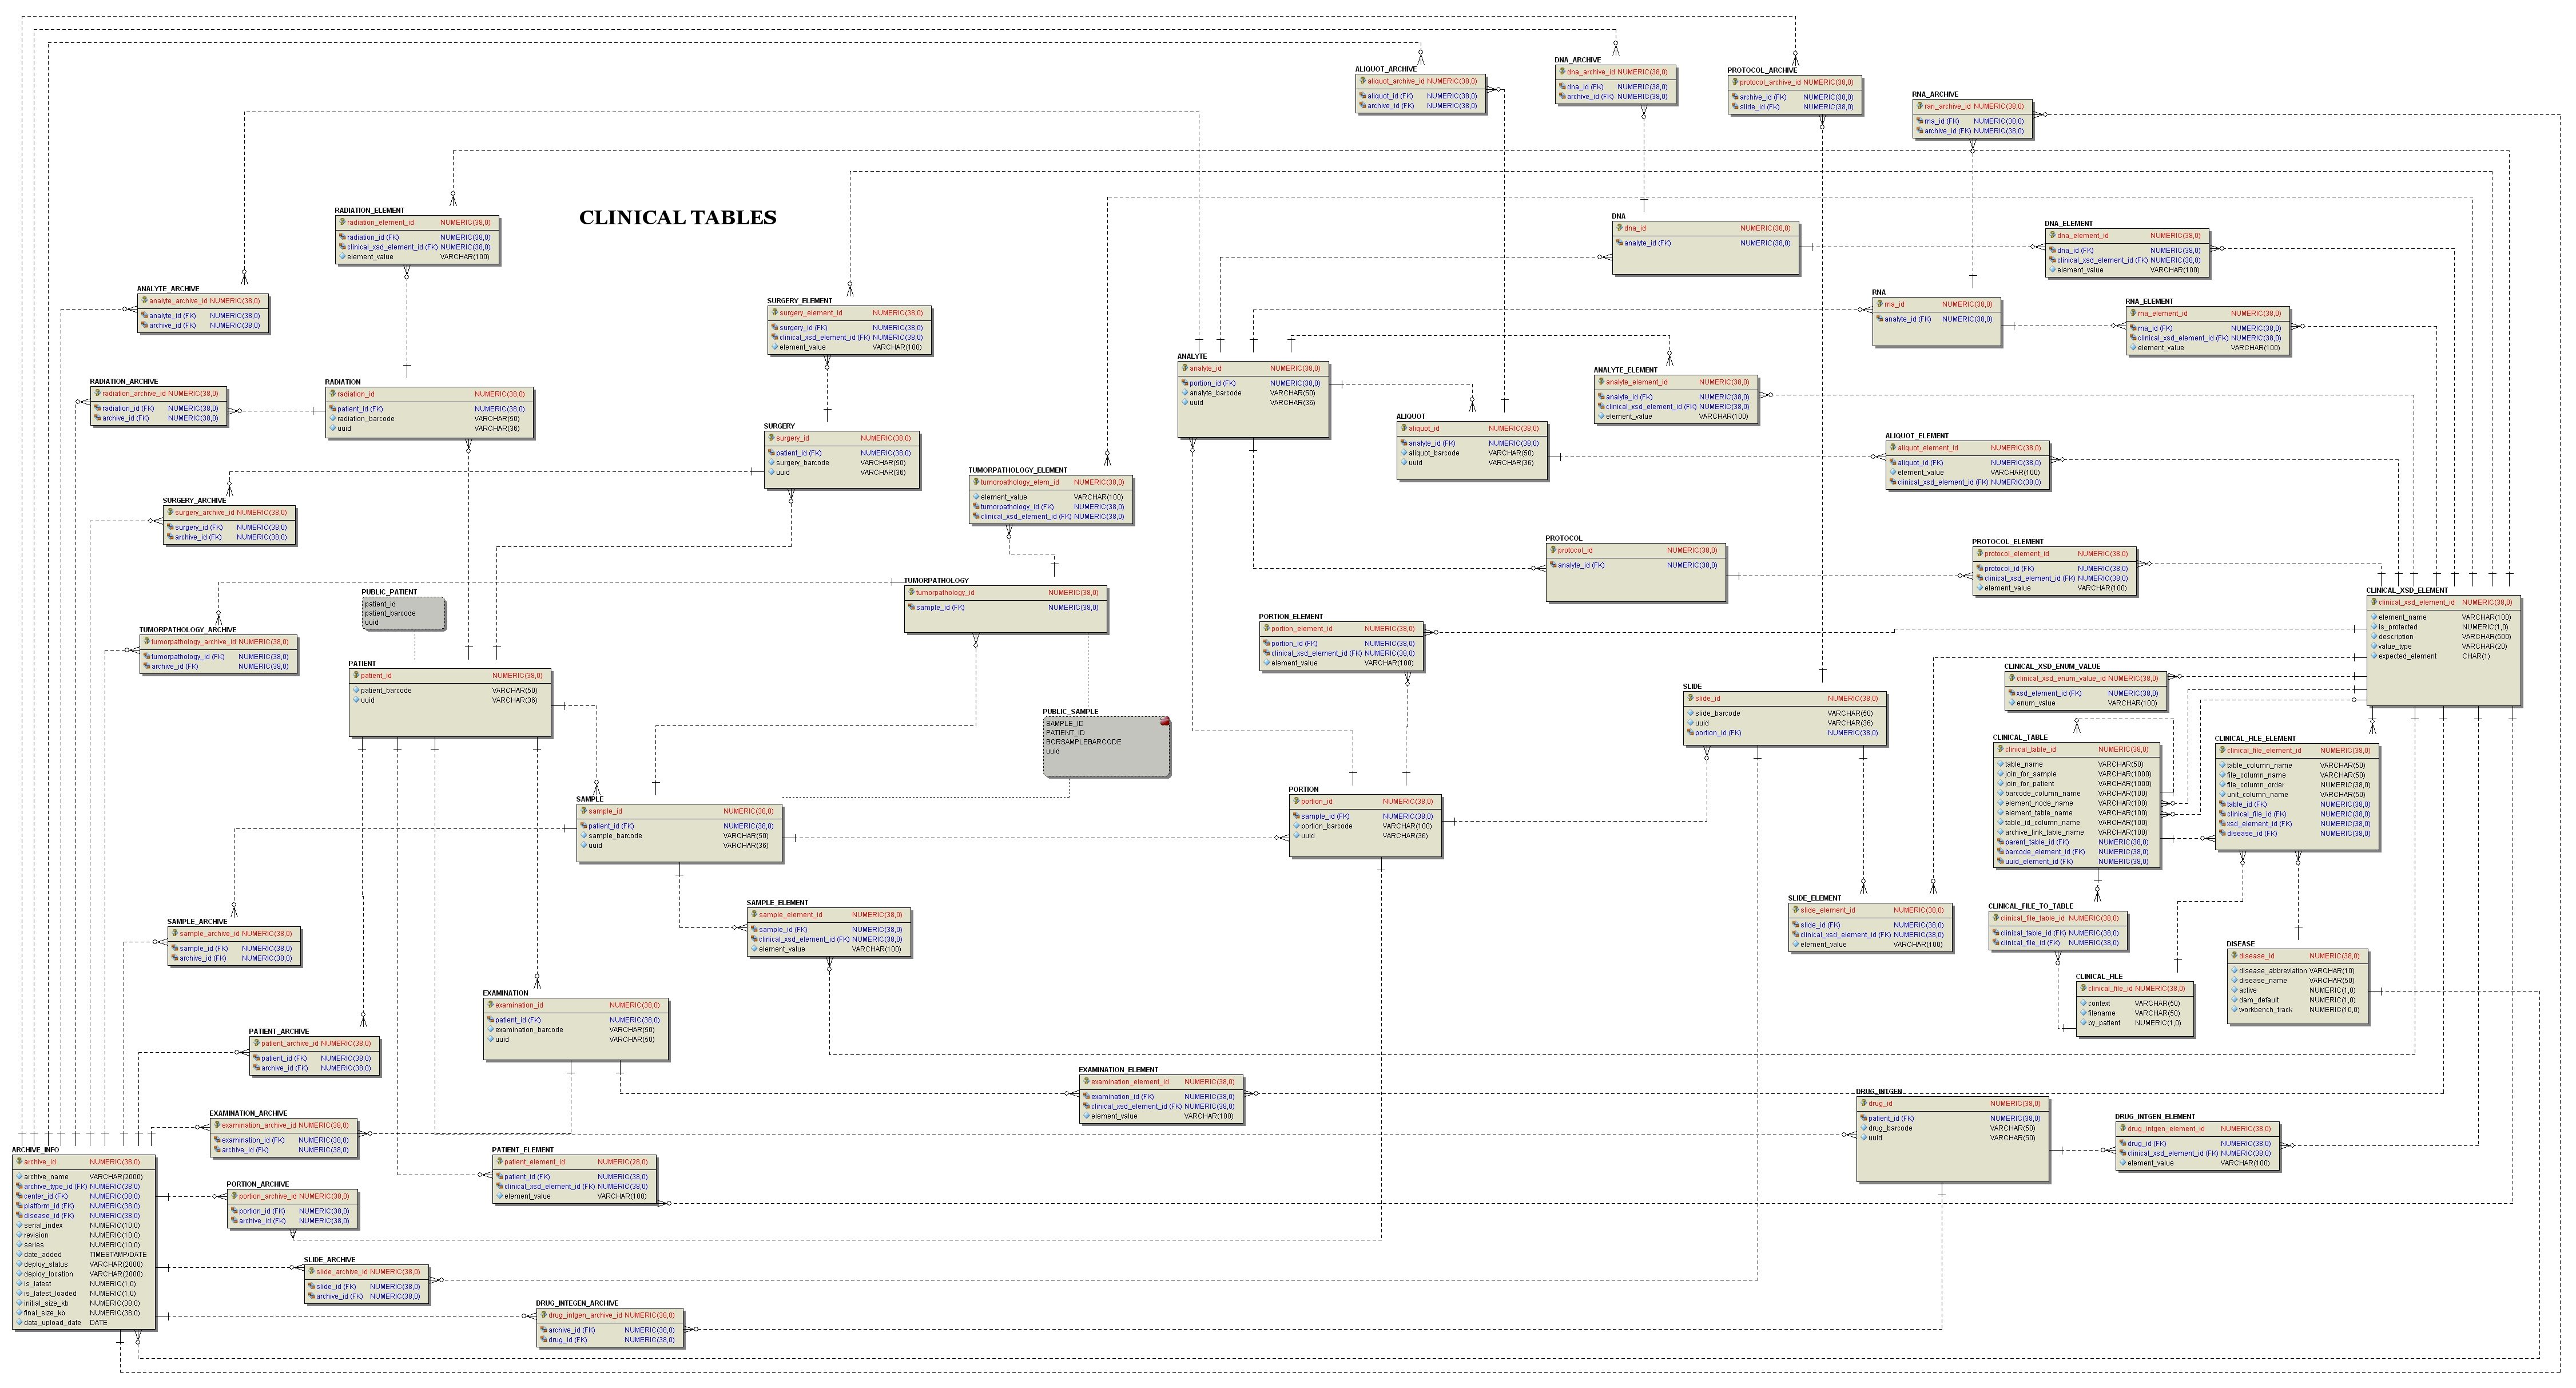 CLINICAL TABLES
ALIQUOT_ARCHIVE
aliquot_archive_id NUMERIC(38,0)
aliquot_id (FK) NUMERIC(38,0)
archive_id (FK) NUMERIC(38,0)
DNA_ARCHIVE
dna_archive_id NUMERIC(38,0)
dna_id (FK) NUMERIC(38,0)
archive_id (FK) NUMERIC(38,0)
PROTOCOL_ARCHIVE
protocol_archive_id NUMERIC(38,0)
archive_id (FK) NUMERIC(38,0)
slide_id (FK) NUMERIC(38,0)
RNA_ARCHIVE
ran_archive_id NUMERIC(38,0)
rna_id (FK) NUMERIC(38,0)
archive_id (FK) NUMERIC(38,0)
RADIATION_ELEMENT
radiation_element_id NUMERIC(38,0)
radiation_id (FK) NUMERIC(38,0)
clinical_xsd_element_id (FK) NUMERIC(38,0)
element_value VARCHAR(100)
DNA
dna_id NUMERIC(38,0)
analyte_id (FK) NUMERIC(38,0)
DNA_ELEMENT
dna_element_id NUMERIC(38,0)
dna_id (FK) NUMERIC(38,0)
clinical_xsd_element_id (FK) NUMERIC(38,0)
element_value VARCHAR(100)
ANALYTE_ARCHIVE
analyte_archive_id NUMERIC(38,0)
analyte_id (FK) NUMERIC(38,0)
archive_id (FK) NUMERIC(38,0)
SURGERY_ELEMENT
surgery_element_id NUMERIC(38,0)
surgery_id (FK) NUMERIC(38,0)
clinical_xsd_element_id (FK) NUMERIC(38,0)
element_value VARCHAR(100)
RNA
rna_id NUMERIC(38,0)
analyte_id (FK) NUMERIC(38,0)
RNA_ELEMENT
rna_element_id NUMERIC(38,0)
rna_id (FK) NUMERIC(38,0)
clinical_xsd_element_id (FK) NUMERIC(38,0)
element_value VARCHAR(100)
RADIATION_ARCHIVE
radiation_archive_id NUMERIC(38,0)
radiation_id (FK) NUMERIC(38,0)
archive_id (FK) NUMERIC(38,0)
RADIATION
radiation_id NUMERIC(38,0)
patient_id (FK) NUMERIC(38,0)
radiation_barcode VARCHAR(50)
uuid VARCHAR(36)
ANALYTE
analyte_id NUMERIC(38,0)
portion_id (FK) NUMERIC(38,0)
analyte_barcode VARCHAR(50)
uuid VARCHAR(36)
ANALYTE_ELEMENT
analyte_element_id NUMERIC(38,0)
analyte_id (FK) NUMERIC(38,0)
clinical_xsd_element_id (FK) NUMERIC(38,0)
element_value VARCHAR(100)
SURGERY
surgery_id NUMERIC(38,0)
patient_id (FK) NUMERIC(38,0)
surgery_barcode VARCHAR(50)
uuid VARCHAR(36)
ALIQUOT
aliquot_id NUMERIC(38,0)
analyte_id (FK) NUMERIC(38,0)
aliquot_barcode VARCHAR(50)
uuid VARCHAR(36)
ALIQUOT_ELEMENT
aliquot_element_id NUMERIC(38,0)
aliquot_id (FK) NUMERIC(38,0)
element_value VARCHAR(100)
clinical_xsd_element_id (FK) NUMERIC(38,0)
SURGERY_ARCHIVE
surgery_archive_id NUMERIC(38,0)
surgery_id (FK) NUMERIC(38,0)
archive_id (FK) NUMERIC(38,0)
TUMORPATHOLOGY_ELEMENT
tumorpathology_elem_id NUMERIC(38,0)
element_value VARCHAR(100)
tumorpathology_id (FK) NUMERIC(38,0)
clinical_xsd_element_id (FK) NUMERIC(38,0)
PROTOCOL
protocol_id NUMERIC(38,0)
analyte_id (FK) NUMERIC(38,0)
PROTOCOL_ELEMENT
protocol_element_id NUMERIC(38,0)
protocol_id (FK) NUMERIC(38,0)
clinical_xsd_element_id (FK) NUMERIC(38,0)
element_value VARCHAR(100)
PUBLIC_PATIENT
patient_id
patient_barcode
uuid
TUMORPATHOLOGY
tumorpathology_id NUMERIC(38,0)
sample_id (FK) NUMERIC(38,0)
CLINICAL_XSD_ELEMENT
clinical_xsd_element_id NUMERIC(38,0)
element_name VARCHAR(100)
is_protected NUMERIC(1,0)
description VARCHAR(500)
value_type VARCHAR(20)
expected_element CHAR(1)
TUMORPATHOLOGY_ARCHIVE
tumorpathology_archive_id NUMERIC(38,0)
tumorpathology_id (FK) NUMERIC(38,0)
archive_id (FK) NUMERIC(38,0)
PORTION_ELEMENT
portion_element_id NUMERIC(38,0)
portion_id (FK) NUMERIC(38,0)
clinical_xsd_element_id (FK) NUMERIC(38,0)
element_value VARCHAR(100)
PATIENT
patient_id NUMERIC(38,0)
patient_barcode VARCHAR(50)
uuid VARCHAR(36)
CLINICAL_XSD_ENUM_VALUE
clinical_xsd_enum_value_id NUMERIC(38,0)
xsd_element_id (FK) NUMERIC(38,0)
enum_value VARCHAR(100)
SLIDE
slide_id NUMERIC(38,0)
slide_barcode VARCHAR(50)
uuid VARCHAR(36)
portion_id (FK) NUMERIC(38,0)
PUBLIC_SAMPLE
SAMPLE_ID
PATIENT_ID
BCRSAMPLEBARCODE
uuid
CLINICAL_TABLE
clinical_table_id NUMERIC(38,0)
table_name VARCHAR(50)
join_for_sample VARCHAR(1000)
join_for_patient VARCHAR(1000)
barcode_column_name VARCHAR(100)
element_node_name VARCHAR(100)
element_table_name VARCHAR(100)
table_id_column_name VARCHAR(100)
archive_link_table_name VARCHAR(100)
parent_table_id (FK) NUMERIC(38,0)
barcode_element_id (FK) NUMERIC(38,0)
uuid_element_id (FK) NUMERIC(38,0)
CLINICAL_FILE_ELEMENT
clinical_file_element_id NUMERIC(38,0)
table_column_name VARCHAR(50)
file_column_name VARCHAR(50)
file_column_order NUMERIC(38,0)
unit_column_name VARCHAR(50)
table_id (FK) NUMERIC(38,0)
clinical_file_id (FK) NUMERIC(38,0)
xsd_element_id (FK) NUMERIC(38,0)
disease_id (FK) NUMERIC(38,0)
SAMPLE
sample_id NUMERIC(38,0)
patient_id (FK) NUMERIC(38,0)
sample_barcode VARCHAR(50)
uuid VARCHAR(36)
PORTION
portion_id NUMERIC(38,0)
sample_id (FK) NUMERIC(38,0)
portion_barcode VARCHAR(100)
uuid VARCHAR(36)
SAMPLE_ARCHIVE
sample_archive_id NUMERIC(38,0)
sample_id (FK) NUMERIC(38,0)
archive_id (FK) NUMERIC(38,0)
SAMPLE_ELEMENT
sample_element_id NUMERIC(38,0)
sample_id (FK) NUMERIC(38,0)
clinical_xsd_element_id (FK) NUMERIC(38,0)
element_value VARCHAR(100)
SLIDE_ELEMENT
slide_element_id NUMERIC(38,0)
slide_id (FK) NUMERIC(38,0)
clinical_xsd_element_id (FK) NUMERIC(38,0)
element_value VARCHAR(100)
CLINICAL_FILE_TO_TABLE
clinical_file_table_id NUMERIC(38,0)
clinical_table_id (FK) NUMERIC(38,0)
clinical_file_id (FK) NUMERIC(38,0)
DISEASE
disease_id NUMERIC(38,0)
disease_abbreviation VARCHAR(10)
disease_name VARCHAR(50)
active NUMERIC(1,0)
dam_default NUMERIC(1,0)
workbench_track NUMERIC(10,0)
CLINICAL_FILE
clinical_file_id NUMERIC(38,0)
context VARCHAR(50)
filename VARCHAR(50)
by_patient NUMERIC(1,0)
EXAMINATION
examination_id NUMERIC(38,0)
patient_id (FK) NUMERIC(38,0)
examination_barcode VARCHAR(50)
uuid VARCHAR(50)
PATIENT_ARCHIVE
patient_archive_id NUMERIC(38,0)
patient_id (FK) NUMERIC(38,0)
archive_id (FK) NUMERIC(38,0)
EXAMINATION_ELEMENT
examination_element_id NUMERIC(38,0)
examination_id (FK) NUMERIC(38,0)
clinical_xsd_element_id (FK) NUMERIC(38,0)
element_value VARCHAR(100)
DRUG_INTGEN
drug_id NUMERIC(38,0)
patient_id (FK) NUMERIC(38,0)
drug_barcode VARCHAR(50)
uuid VARCHAR(50)
DRUG_INTGEN_ELEMENT
drug_intgen_element_id NUMERIC(38,0)
drug_id (FK) NUMERIC(38,0)
clinical_xsd_element_id (FK) NUMERIC(38,0)
element_value VARCHAR(100)
EXAMINATION_ARCHIVE
examination_archive_id NUMERIC(38,0)
examination_id (FK) NUMERIC(38,0)
archive_id (FK) NUMERIC(38,0)
ARCHIVE_INFO
archive_id NUMERIC(38,0)
archive_name VARCHAR(2000)
archive_type_id (FK) NUMERIC(38,0)
center_id (FK) NUMERIC(38,0)
platform_id (FK) NUMERIC(38,0)
disease_id (FK) NUMERIC(38,0)
serial_index NUMERIC(10,0)
revision NUMERIC(10,0)
series NUMERIC(10,0)
date_added TIMESTAMP/DATE
deploy_status VARCHAR(2000)
deploy_location VARCHAR(2000)
is_latest NUMERIC(1,0)
is_latest_loaded NUMERIC(1,0)
initial_size_kb NUMERIC(38,0)
final_size_kb NUMERIC(38,0)
data_upload_date DATE
PATIENT_ELEMENT
patient_element_id NUMERIC(28,0)
patient_id (FK) NUMERIC(38,0)
clinical_xsd_element_id (FK) NUMERIC(38,0)
element_value VARCHAR(100)
PORTION_ARCHIVE
portion_archive_id NUMERIC(38,0)
portion_id (FK) NUMERIC(38,0)
archive_id (FK) NUMERIC(38,0)
SLIDE_ARCHIVE
slide_archive_id NUMERIC(38,0)
slide_id (FK) NUMERIC(38,0)
archive_id (FK) NUMERIC(38,0)
DRUG_INTEGEN_ARCHIVE
drug_intgen_archive_id NUMERIC(38,0)
archive_id (FK) NUMERIC(38,0)
drug_id (FK) NUMERIC(38,0)